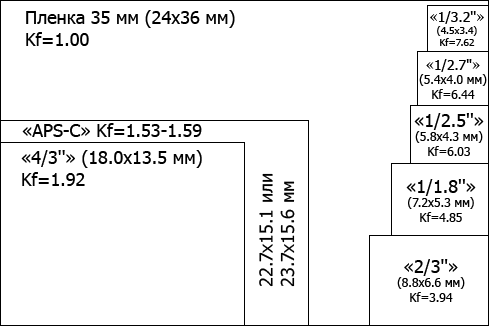 Пленка 35 мм (24x36 мм)
Kf=1.00
«APS-C» Kf=1.53-1.59
«4/3"» (18.0x13.5 мм)
Kf=1.92
22.7x15.1 или
23.7x15.6 мм
«1/3.2"»
(4.5x3.4)
Kf=7.62
«1/2.7"»
(5.4x4.0 мм)
Kf=6.44
«1/2.5"»
(5.8x4.3 мм)
Kf=6.03
«1/1.8"»
(7.2x5.3 мм)
Kf=4.85
«2/3"»
(8.8x6.6 мм)
Kf=3.94